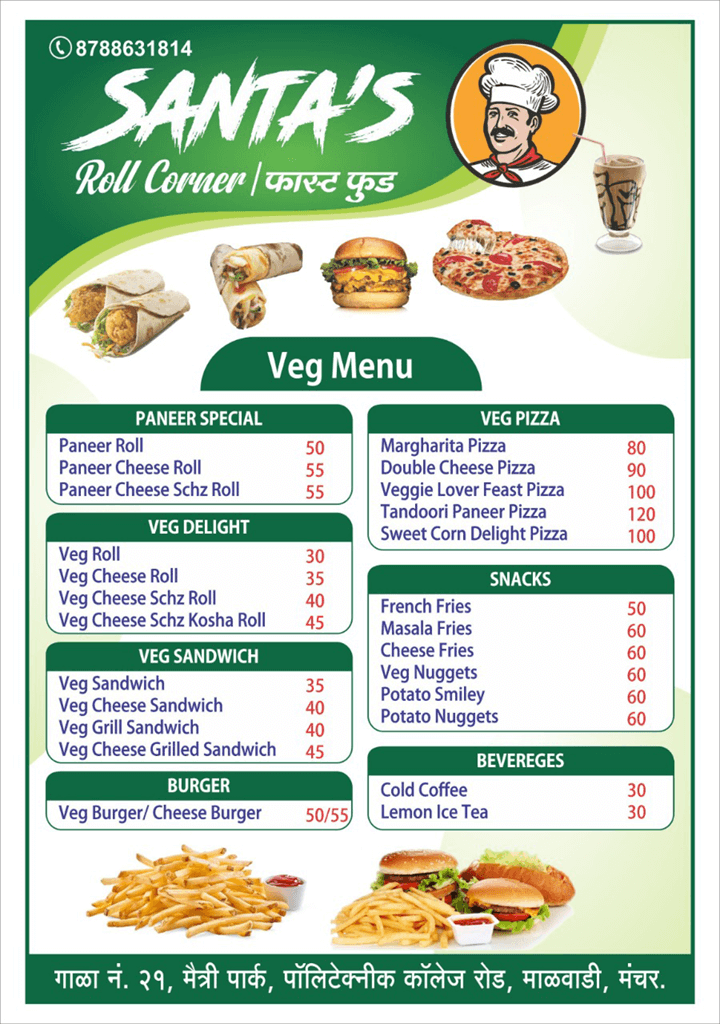 8788631814
SANTA'S
Roll Corner | फास्ट फुड
Veg Menu
PANEER SPECIAL
Paneer Roll 50
Paneer Cheese Roll 55
Paneer Cheese Schz Roll 55
VEG DELIGHT
Veg Roll 30
Veg Cheese Roll 35
Veg Cheese Schz Roll 40
Veg Cheese Schz Kosha Roll 45
VEG SANDWICH
Veg Sandwich 35
Veg Cheese Sandwich 40
Veg Grill Sandwich 40
Veg Cheese Grilled Sandwich 45
BURGER
Veg Burger/ Cheese Burger 50/55
VEG PIZZA
Margharita Pizza 80
Double Cheese Pizza 90
Veggie Lover Feast Pizza 100
Tandoori Paneer Pizza 120
Sweet Corn Delight Pizza 100
SNACKS
French Fries 50
Masala Fries 60
Cheese Fries 60
Veg Nuggets 60
Potato Smiley 60
Potato Nuggets 60
BEVEREGES
Cold Coffee 30
Lemon Ice Tea 30
गाळा नं. २१, मैत्री पार्क, पॉलिटेक्नीक कॉलेज रोड, माळवाडी, मंचर.